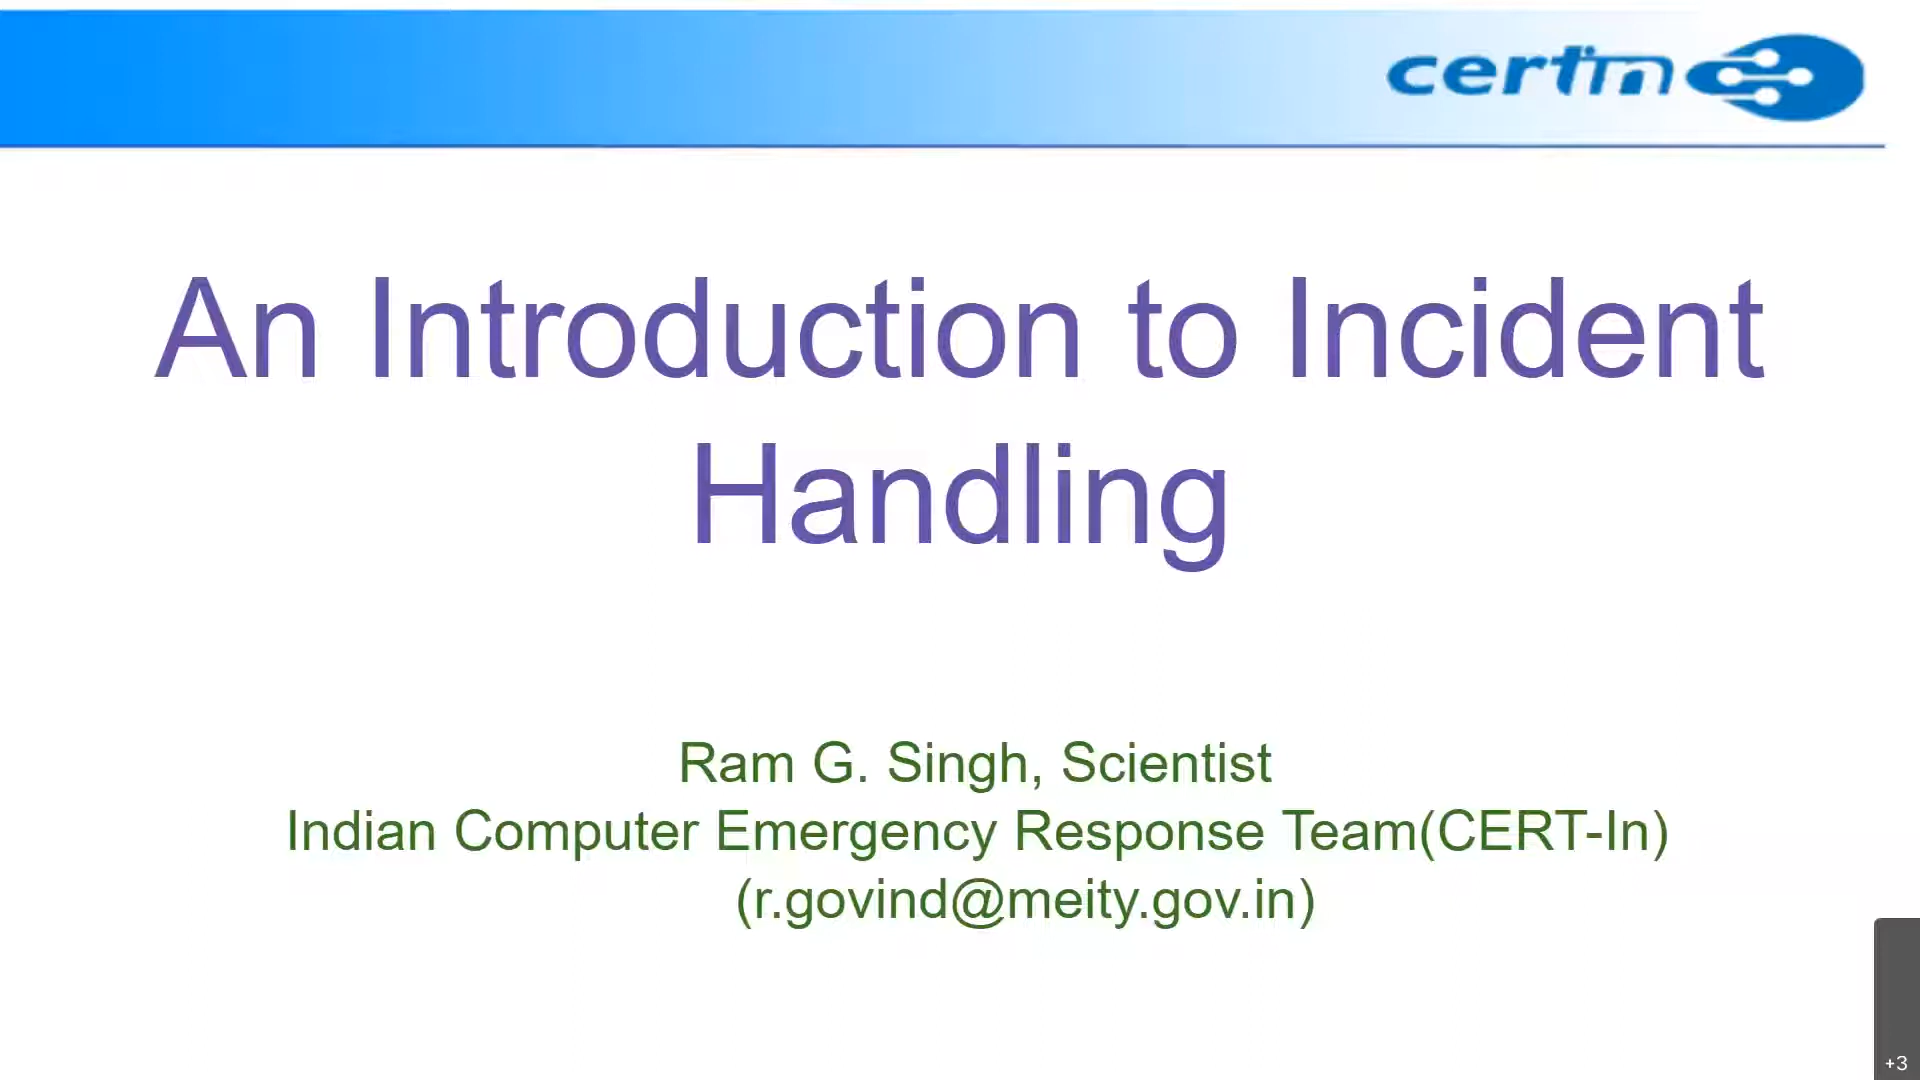 certin
An Introduction to Incident
Handling
Ram G. Singh, Scientist
Indian Computer Emergency Response Team(CERT-In)
(r.govind@meity.gov.in)
+3